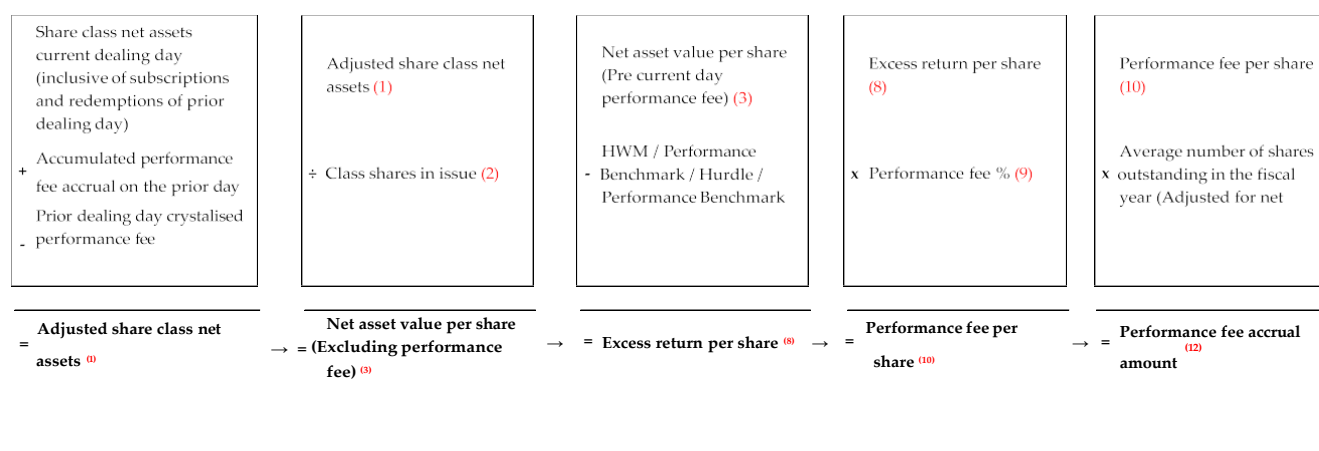 Share class net assets
current dealing day
(inclusive of subscriptions
and redemptions of prior
dealing day)
+ Accumulated performance
fee accrual on the prior day
Prior dealing day crystalised
- performance fee
= Adjusted share class net
assets (1)
Adjusted share class net
assets (1)
÷ Class shares in issue (2)
Net asset value per share
→ = (Excluding performance
fee) (3)
Net asset value per share
(Pre current day
performance fee) (3)
HWM / Performance
- Benchmark / Hurdle /
Performance Benchmark
→ = Excess return per share (8)
Excess return per share
(8)
x Performance fee % (9)
Performance fee per
→ =
share (10)
Performance fee per share
(10)
Average number of shares
x outstanding in the fiscal
year (Adjusted for net
→ = Performance fee accrual
(12)
amount